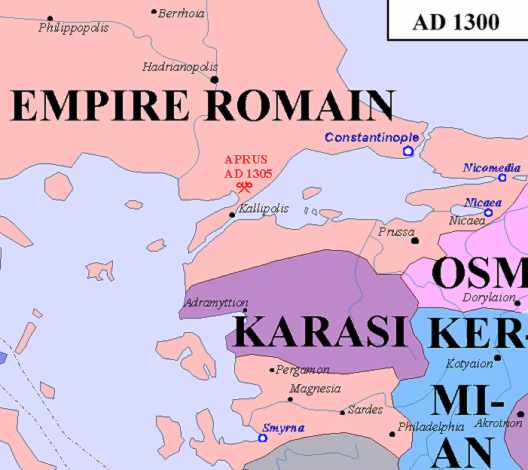 AD 1300
Berrhoia
Philippopolis
Hadrianopolis
EMPIRE ROMAIN
Constantinople
APRUS
AD 1305
Nicomedia
Kallipolis
Nicaea
Nicaea
Prussa
OSM
Dorylaion
Adramyttion
KARASI
KER-
Kotyaion
Pergamon
Magnesia
MI-
Sardes
Akroinon
Smyrna
Philadelphia
AN